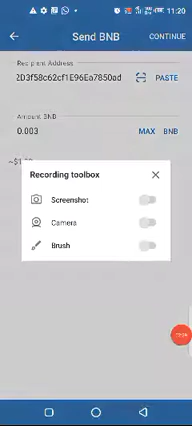 11:20
Send BNB
CONTINUE
Recipient Address
2D3f58c62cf1E96Ea7850ad
PASTE
Amount BNB
0.003
MAX BNB
Recording toolbox
Screenshot
Camera
Brush